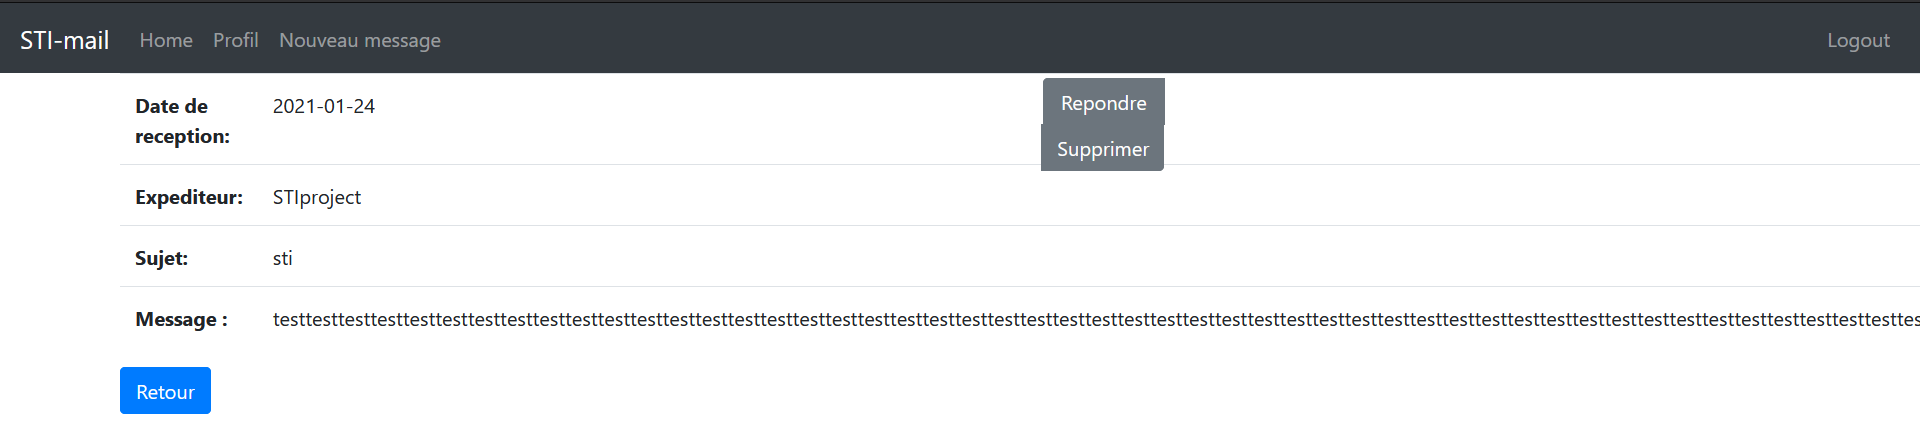 STI-mail Home Profil Nouveau message Logout
Date de reception: 2021-01-24
Repondre
Supprimer
Expediteur: STIproject
Sujet: sti
Message : testtesttesttesttesttesttesttesttesttesttesttesttesttesttesttesttesttesttesttesttesttesttesttesttesttesttesttesttesttesttesttesttesttesttesttesttesttesttesttesttesttesttesttesttesttesttesttesttesttesttes
Retour